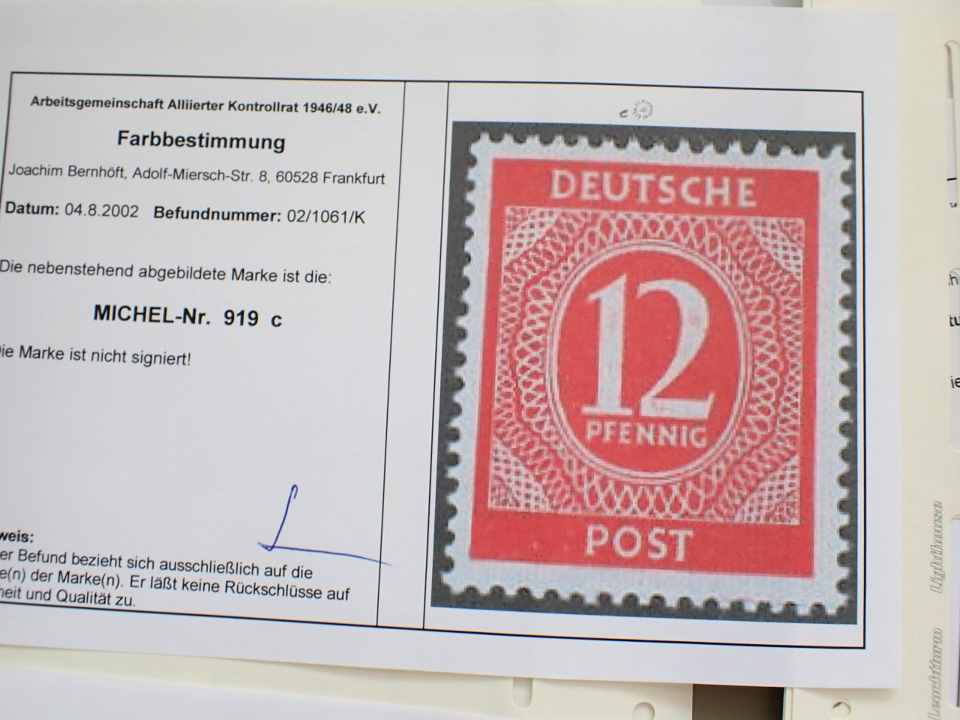 Arbeitsgemeinschaft Alliierter Kontrollrat 1946/48 e.V.
Farbbestimmung
Joachim Bernhöft, Adolf-Miersch-Str. 8, 60528 Frankfurt
Datum: 04.8.2002 Befundnummer: 02/1061/K
Die nebenstehend abgebildete Marke ist die:
MICHEL-Nr. 919 c
ie Marke ist nicht signiert!
weis:
er Befund bezieht sich ausschließlich auf die
e(n) der Marke(n). Er läßt keine Rückschlüsse auf
heit und Qualität zu.
c
DEUTSCHE
12
PFENNIG
POST
Lighthouse
Leuchtturm